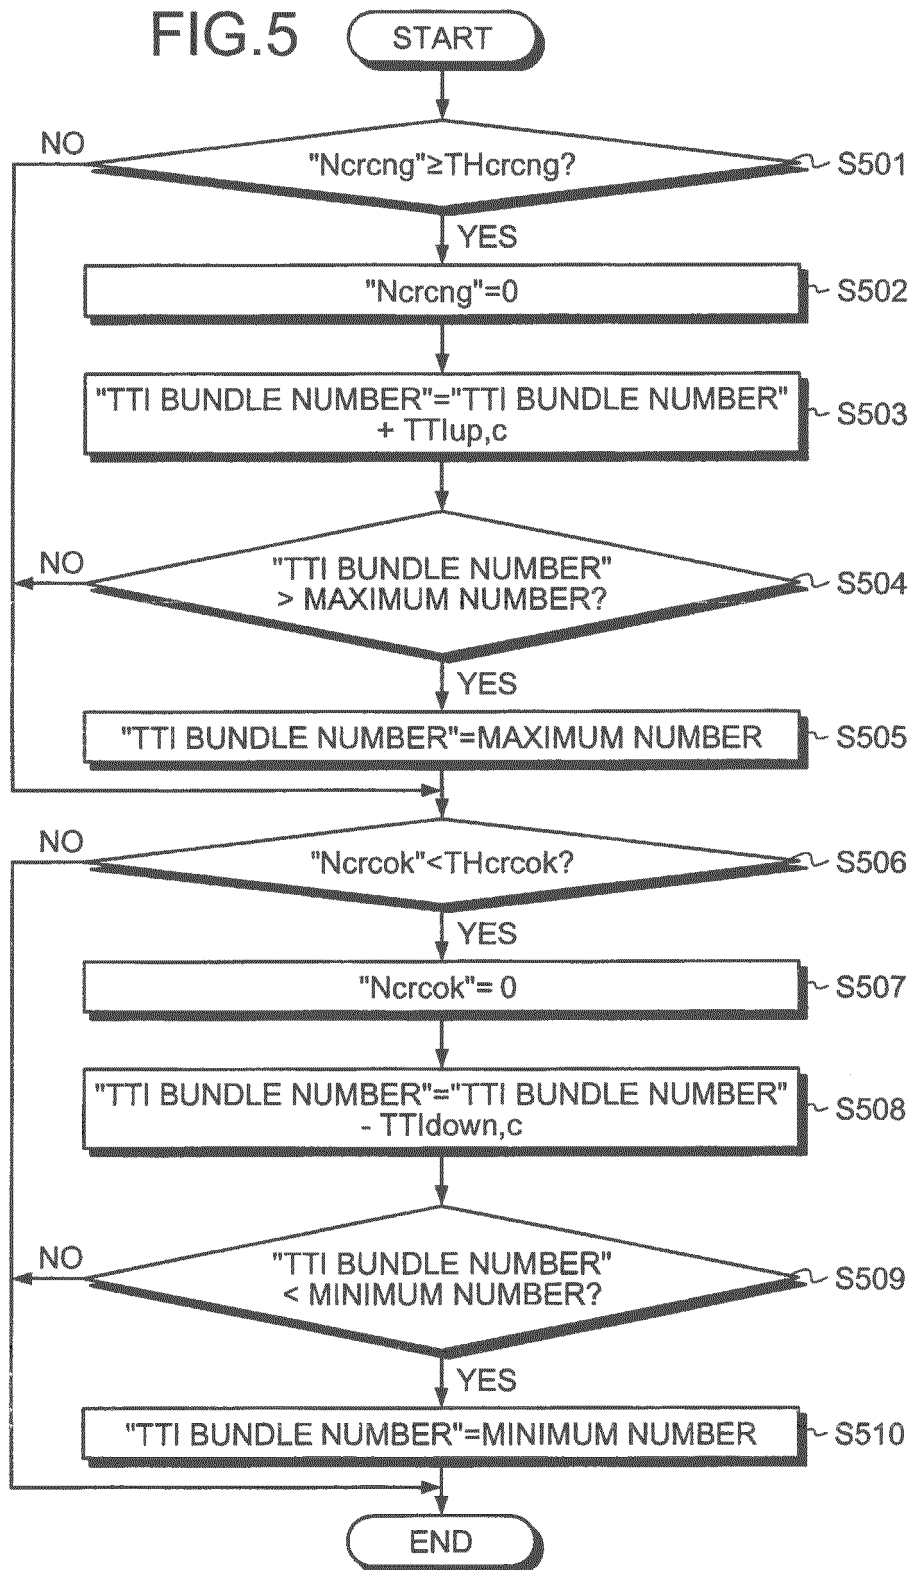 FIG.5
START
"Ncrcng"≥THcrcng?
S501
NO
YES
"Ncrcng"=0
S502
"TTI BUNDLE NUMBER"="TTI BUNDLE NUMBER"
+ TTIup,c
S503
"TTI BUNDLE NUMBER"
> MAXIMUM NUMBER?
S504
NO
YES
"TTI BUNDLE NUMBER"=MAXIMUM NUMBER
S505
"Ncrcok"<THcrcok?
S506
NO
YES
"Ncrcok"= 0
S507
"TTI BUNDLE NUMBER"="TTI BUNDLE NUMBER"
- TTIdown,c
S508
"TTI BUNDLE NUMBER"
< MINIMUM NUMBER?
S509
NO
YES
"TTI BUNDLE NUMBER"=MINIMUM NUMBER
S510
END